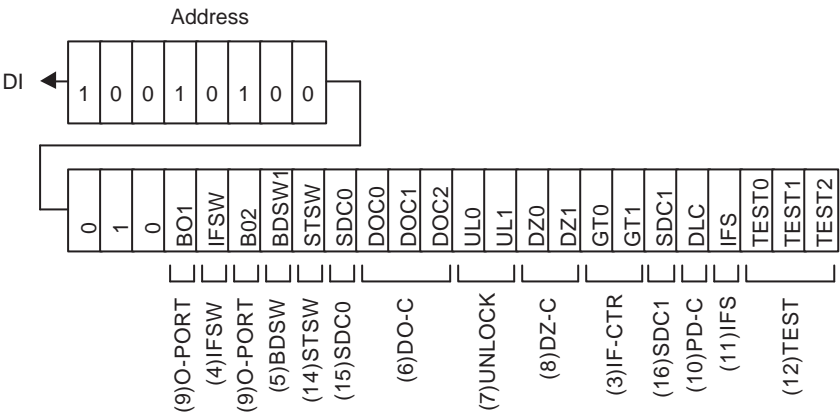 Address
DI
1 0 0 1 0 1 0 0
0 1 0 BO1 IFSW B02 BDSW1 STSW SDC0 DOC0 DOC1 DOC2 UL0 UL1 DZ0 DZ1 GT0 GT1 SDC1 DLC IFS TEST0 TEST1 TEST2
(9)O-PORT (4)IFSW (9)O-PORT (5)BDSW (14)STSW (15)SDC0 (6)DO-C (7)UNLOCK (8)DZ-C (3)IF-CTR (16)SDC1 (10)PD-C (11)IFS (12)TEST